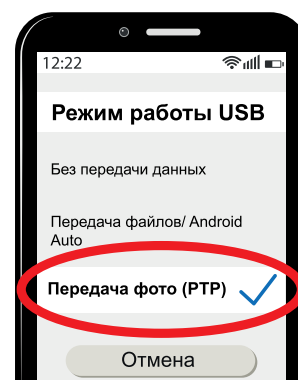 12:22
Режим работы USB
Без передачи данных
Передача файлов/ Android
Auto
Передача фото (PTP)
Отмена